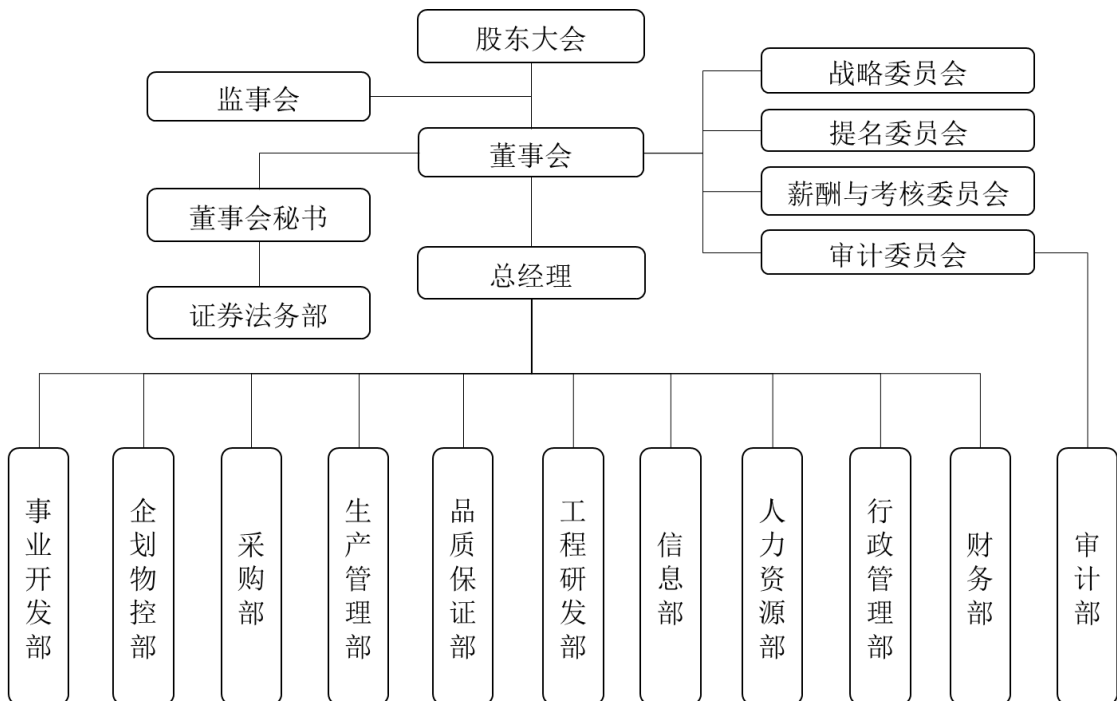 股东大会
监事会
董事会
战略委员会
提名委员会
薪酬与考核委员会
审计委员会
董事会秘书
总经理
证券法务部
事业开发部
企划物控部
采购部
生产管理部
品质保证部
工程研发部
信息部
人力资源部
行政管理部
财务部
审计部